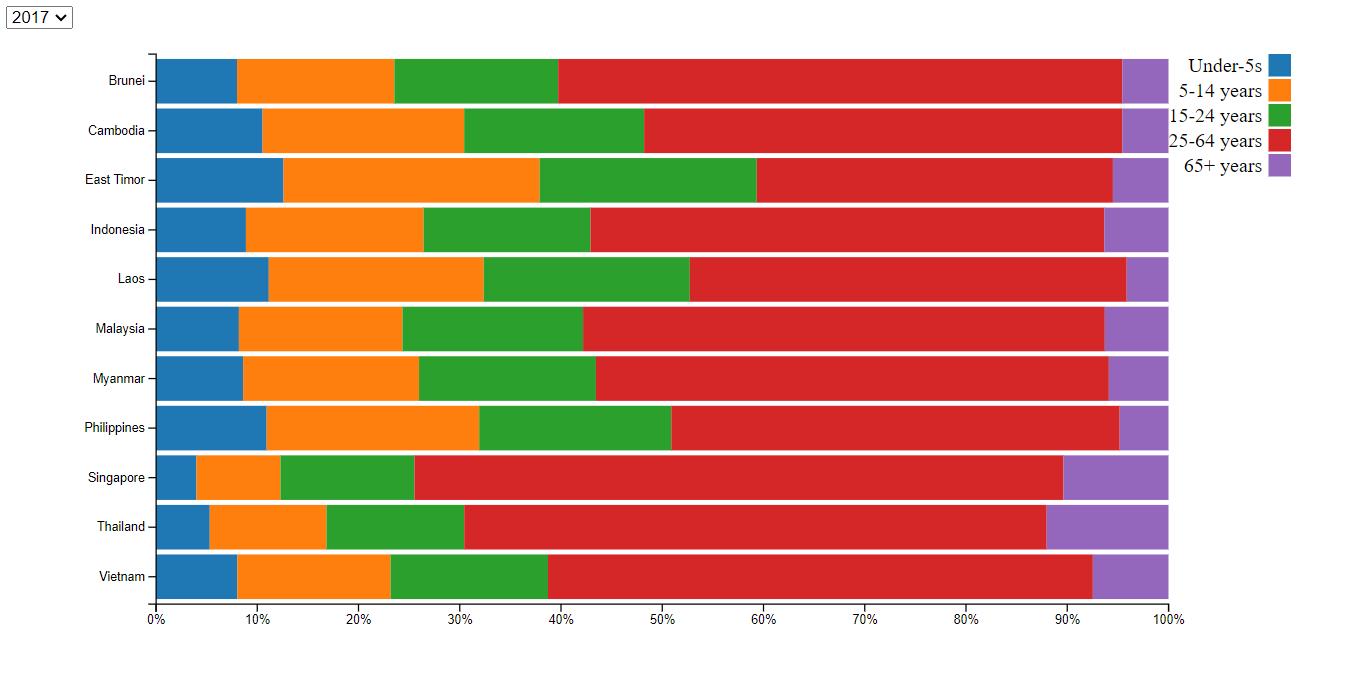 2017
Under-5s
5-14 years
15-24 years
25-64 years
65+ years
Brunei
Cambodia
East Timor
Indonesia
Laos
Malaysia
Myanmar
Philippines
Singapore
Thailand
Vietnam
0% 10% 20% 30% 40% 50% 60% 70% 80% 90% 100%